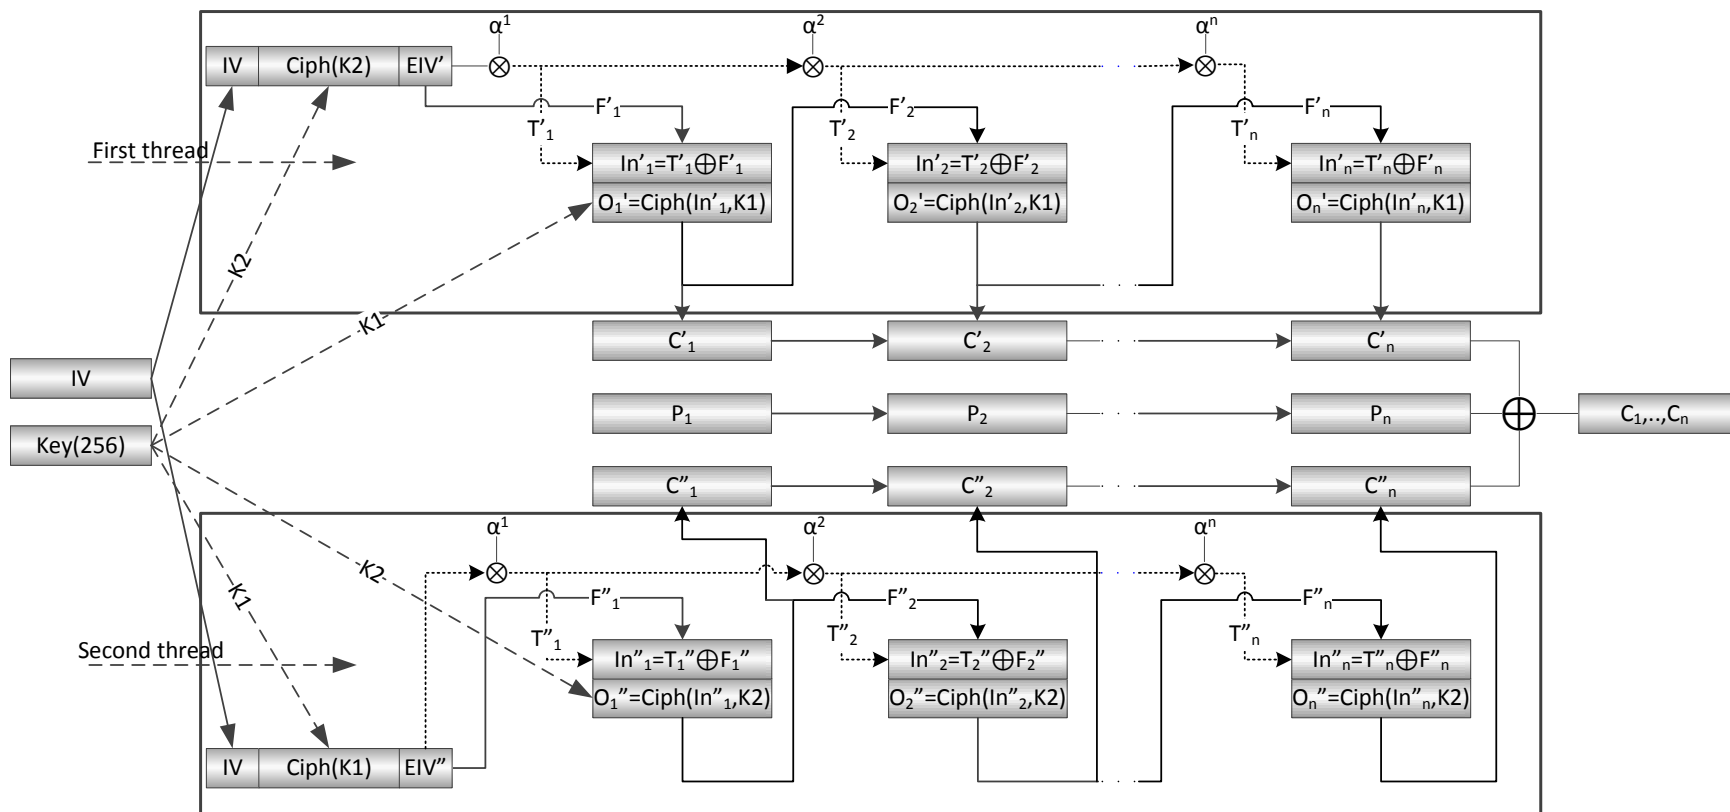 α¹ α² αⁿ
IV Ciph(K2) EIV'
F'₁ F'₂ F'ₙ
T'₁ T'₂ T'ₙ
First thread
In'₁=T'₁⊕F'₁ In'₂=T'₂⊕F'₂ In'ₙ=T'ₙ⊕F'ₙ
O₁'=Ciph(In'₁,K1) O₂'=Ciph(In'₂,K1) Oₙ'=Ciph(In'ₙ,K1)
K2
K1
C'₁ C'₂ C'ₙ
IV
P₁ P₂ Pₙ C₁,..,Cₙ
Key(256)
C"₁ C"₂ C"ₙ
α¹ α² αⁿ
K2
K1
F"₁ F"₂ F"ₙ
T"₁ T"₂ T"ₙ
Second thread
In"₁=T₁"⊕F₁" In"₂=T₂"⊕F₂" In"ₙ=T"ₙ⊕F"ₙ
O₁"=Ciph(In"₁,K2) O₂"=Ciph(In"₂,K2) Oₙ"=Ciph(In"ₙ,K2)
IV Ciph(K1) EIV"